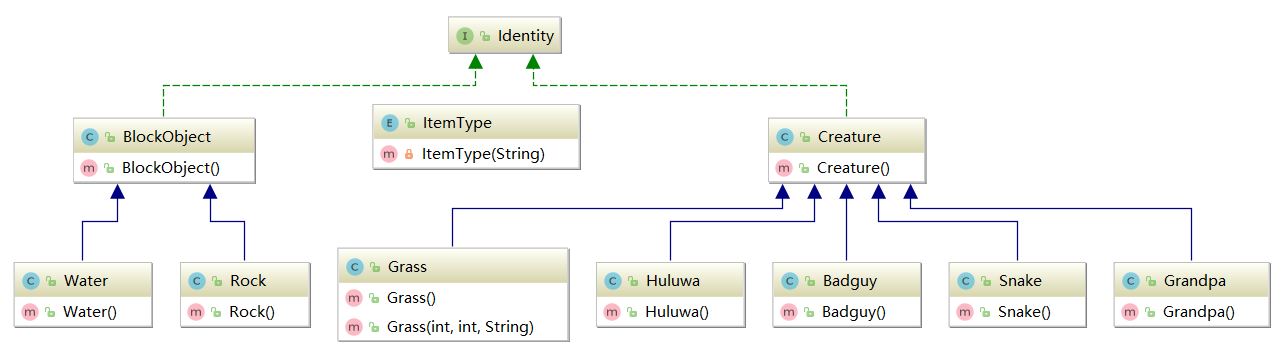 I Identity
C BlockObject
m BlockObject()
E ItemType
m ItemType(String)
C Creature
m Creature()
C Water
m Water()
C Rock
m Rock()
C Grass
m Grass()
m Grass(int, int, String)
C Huluwa
m Huluwa()
C Badguy
m Badguy()
C Snake
m Snake()
C Grandpa
m Grandpa()